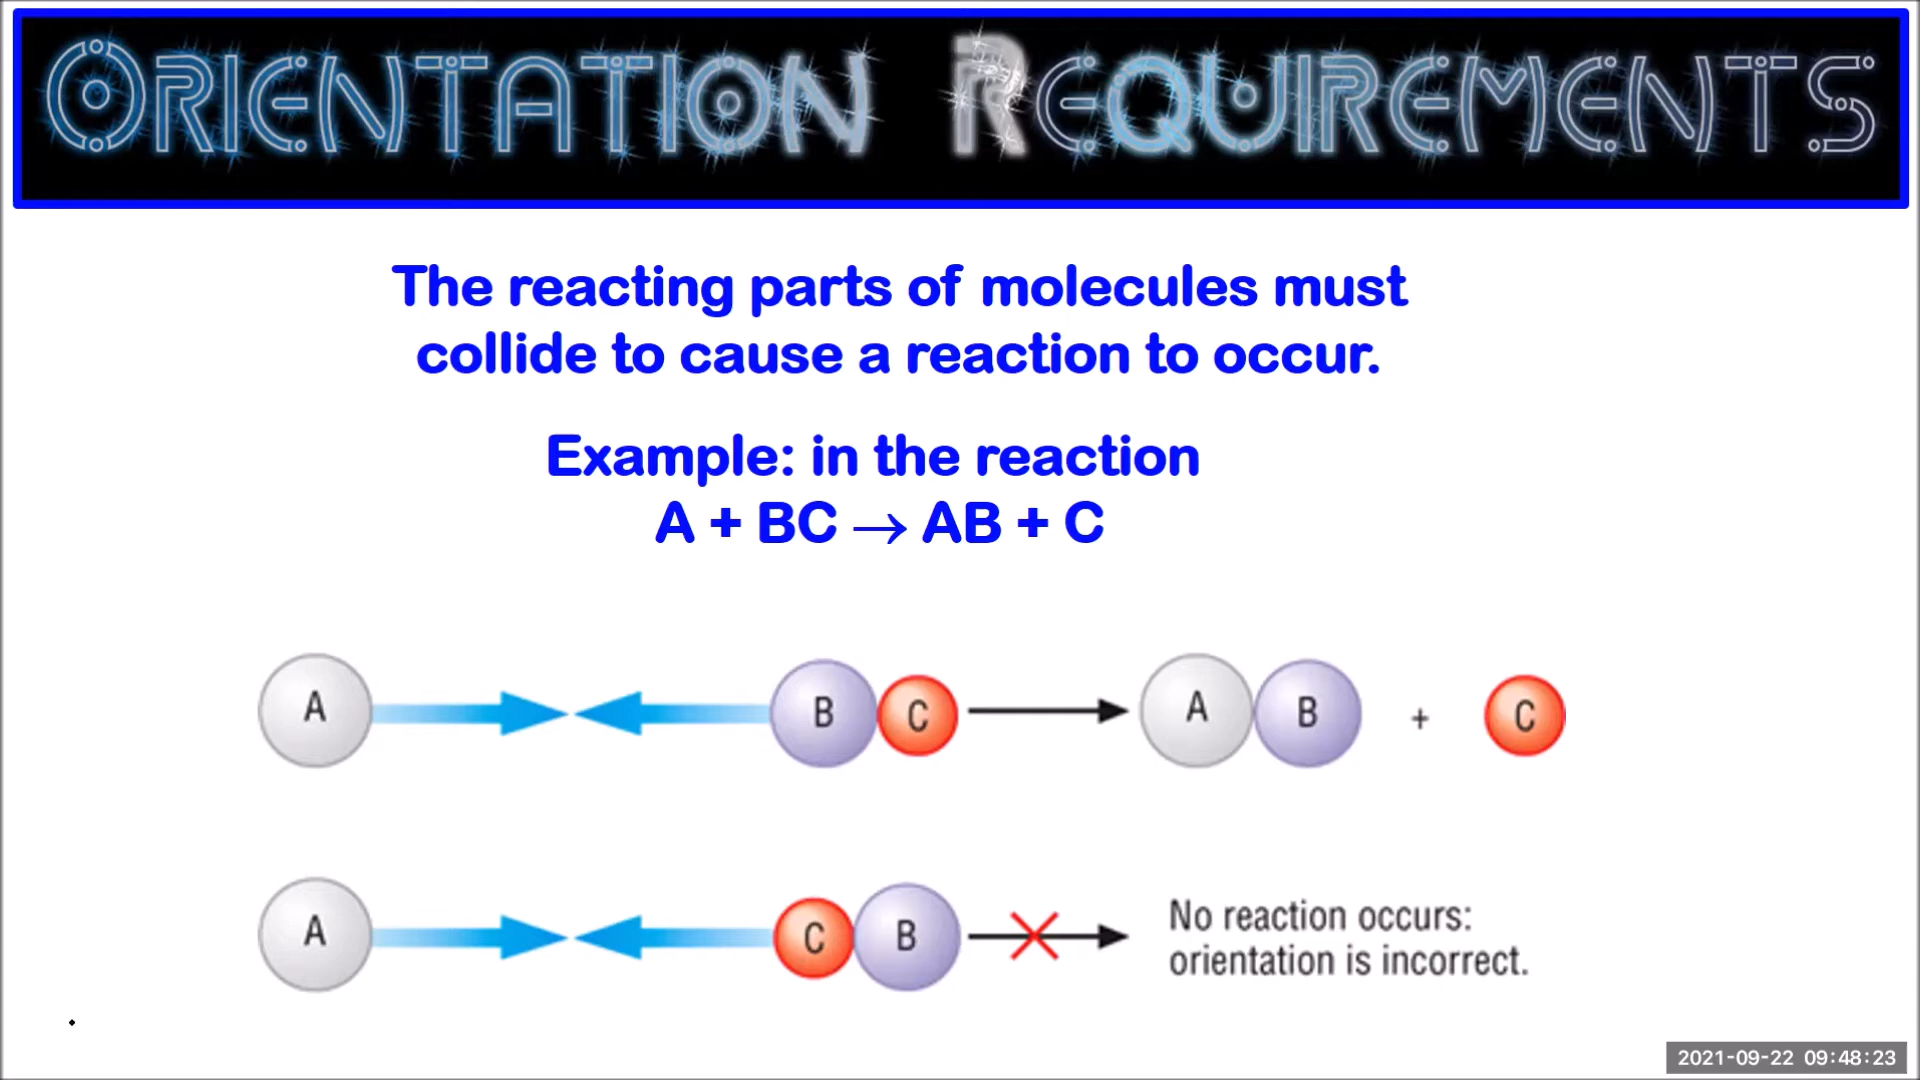 Orientation Requirements
The reacting parts of molecules must
collide to cause a reaction to occur.
Example: in the reaction
A + BC → AB + C
A B C A B + C
A C B No reaction occurs:
orientation is incorrect.
2021-09-22 09:48:23